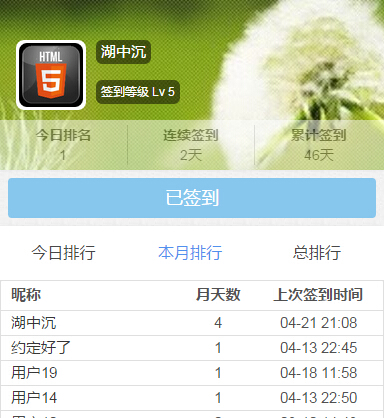 HTML
5
湖中沉
签到等级 Lv 5
今日排名 连续签到 累计签到
1 2天 46天
已签到
今日排行 本月排行 总排行
昵称 月天数 上次签到时间
湖中沉 4 04-21 21:08
约定好了 1 04-13 22:45
用户19 1 04-18 11:58
用户14 1 04-13 22:50